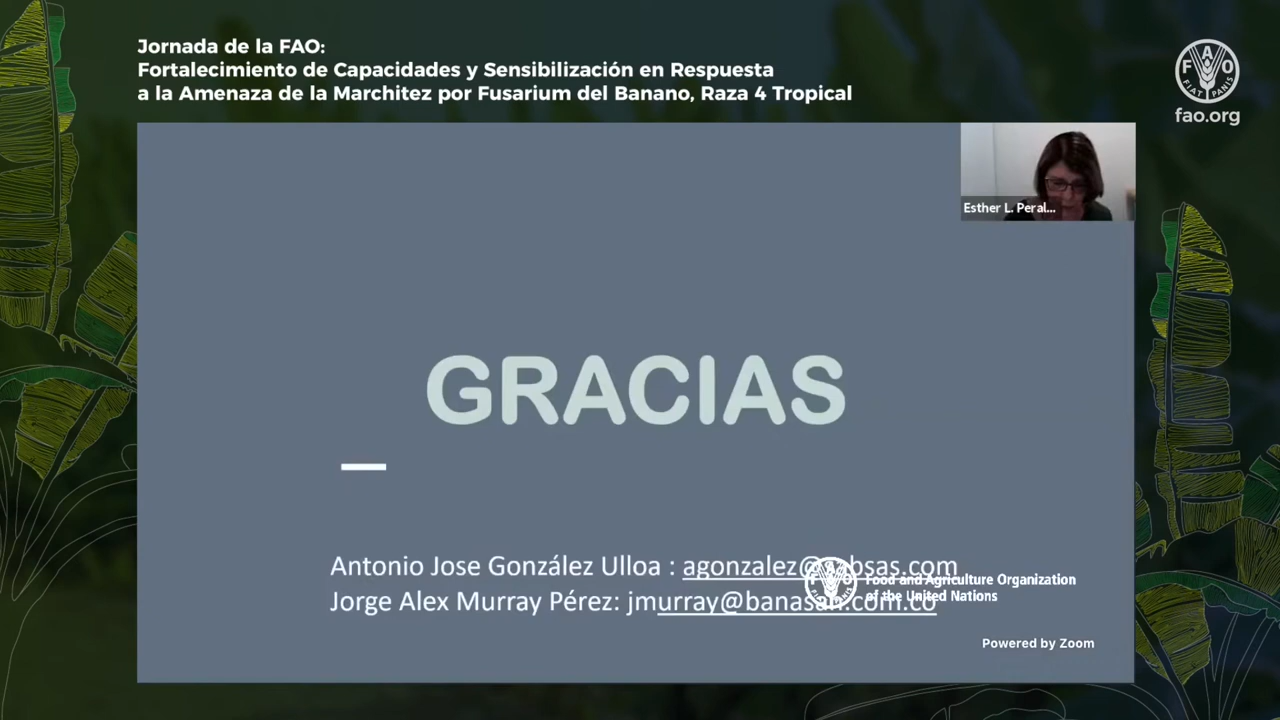 Jornada de la FAO:
Fortalecimiento de Capacidades y Sensibilización en Respuesta
a la Amenaza de la Marchitez por Fusarium del Banano, Raza 4 Tropical
FAO
FIAT PANIS
fao.org
Esther L. Peral...
GRACIAS
Antonio Jose González Ulloa :
Jorge Alex Murray Pérez:
Food and Agriculture Organization
of the United Nations
Powered by Zoom